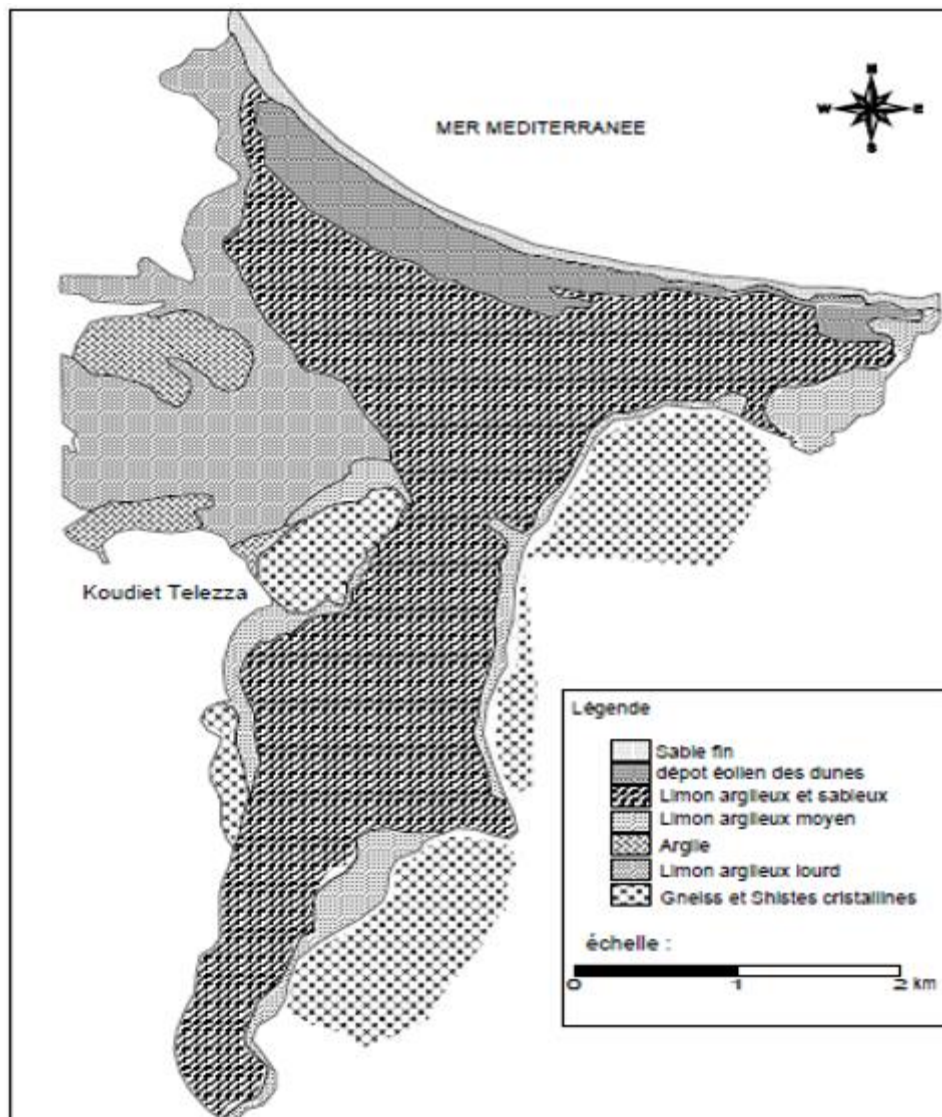 N
W E
S
MER MEDITERRANEE
Koudiet Telezza
Légende
Sable fin
dépot éolien des dunes
Limon argileux et sableux
Limon argileux moyen
Argile
Limon argileux lourd
Gneiss et Shistes cristallines
échelle :
0 1 2 km